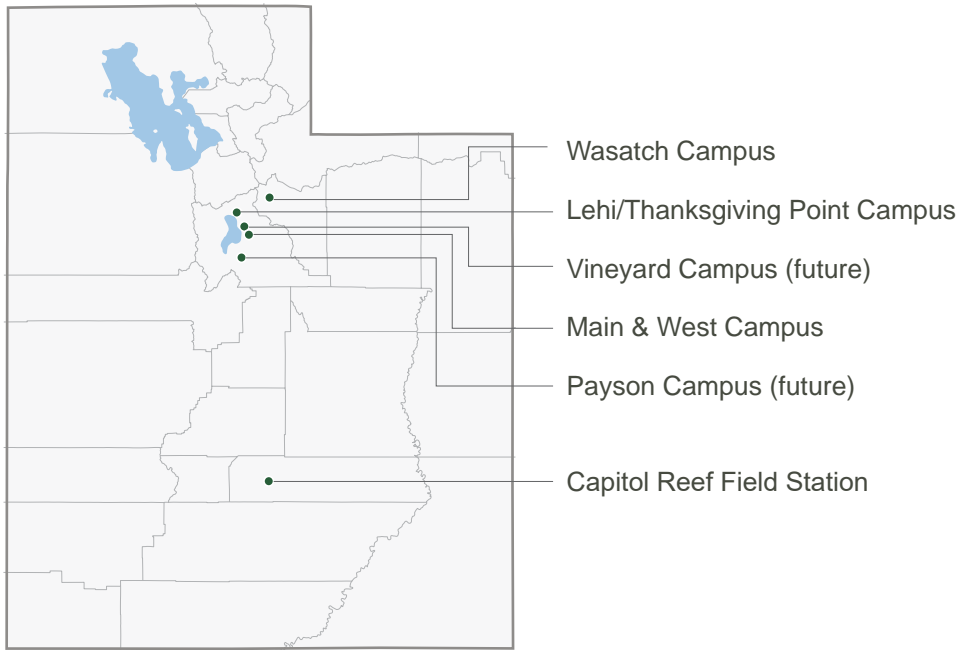 Wasatch Campus
Lehi/Thanksgiving Point Campus
Vineyard Campus (future)
Main & West Campus
Payson Campus (future)
Capitol Reef Field Station